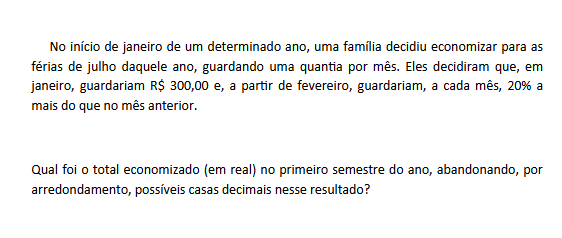 No início de janeiro de um determinado ano, uma família decidiu economizar para as
férias de julho daquele ano, guardando uma quantia por mês. Eles decidiram que, em
janeiro, guardariam R$ 300,00 e, a partir de fevereiro, guardariam, a cada mês, 20% a
mais do que no mês anterior.
Qual foi o total economizado (em real) no primeiro semestre do ano, abandonando, por
arredondamento, possíveis casas decimais nesse resultado?